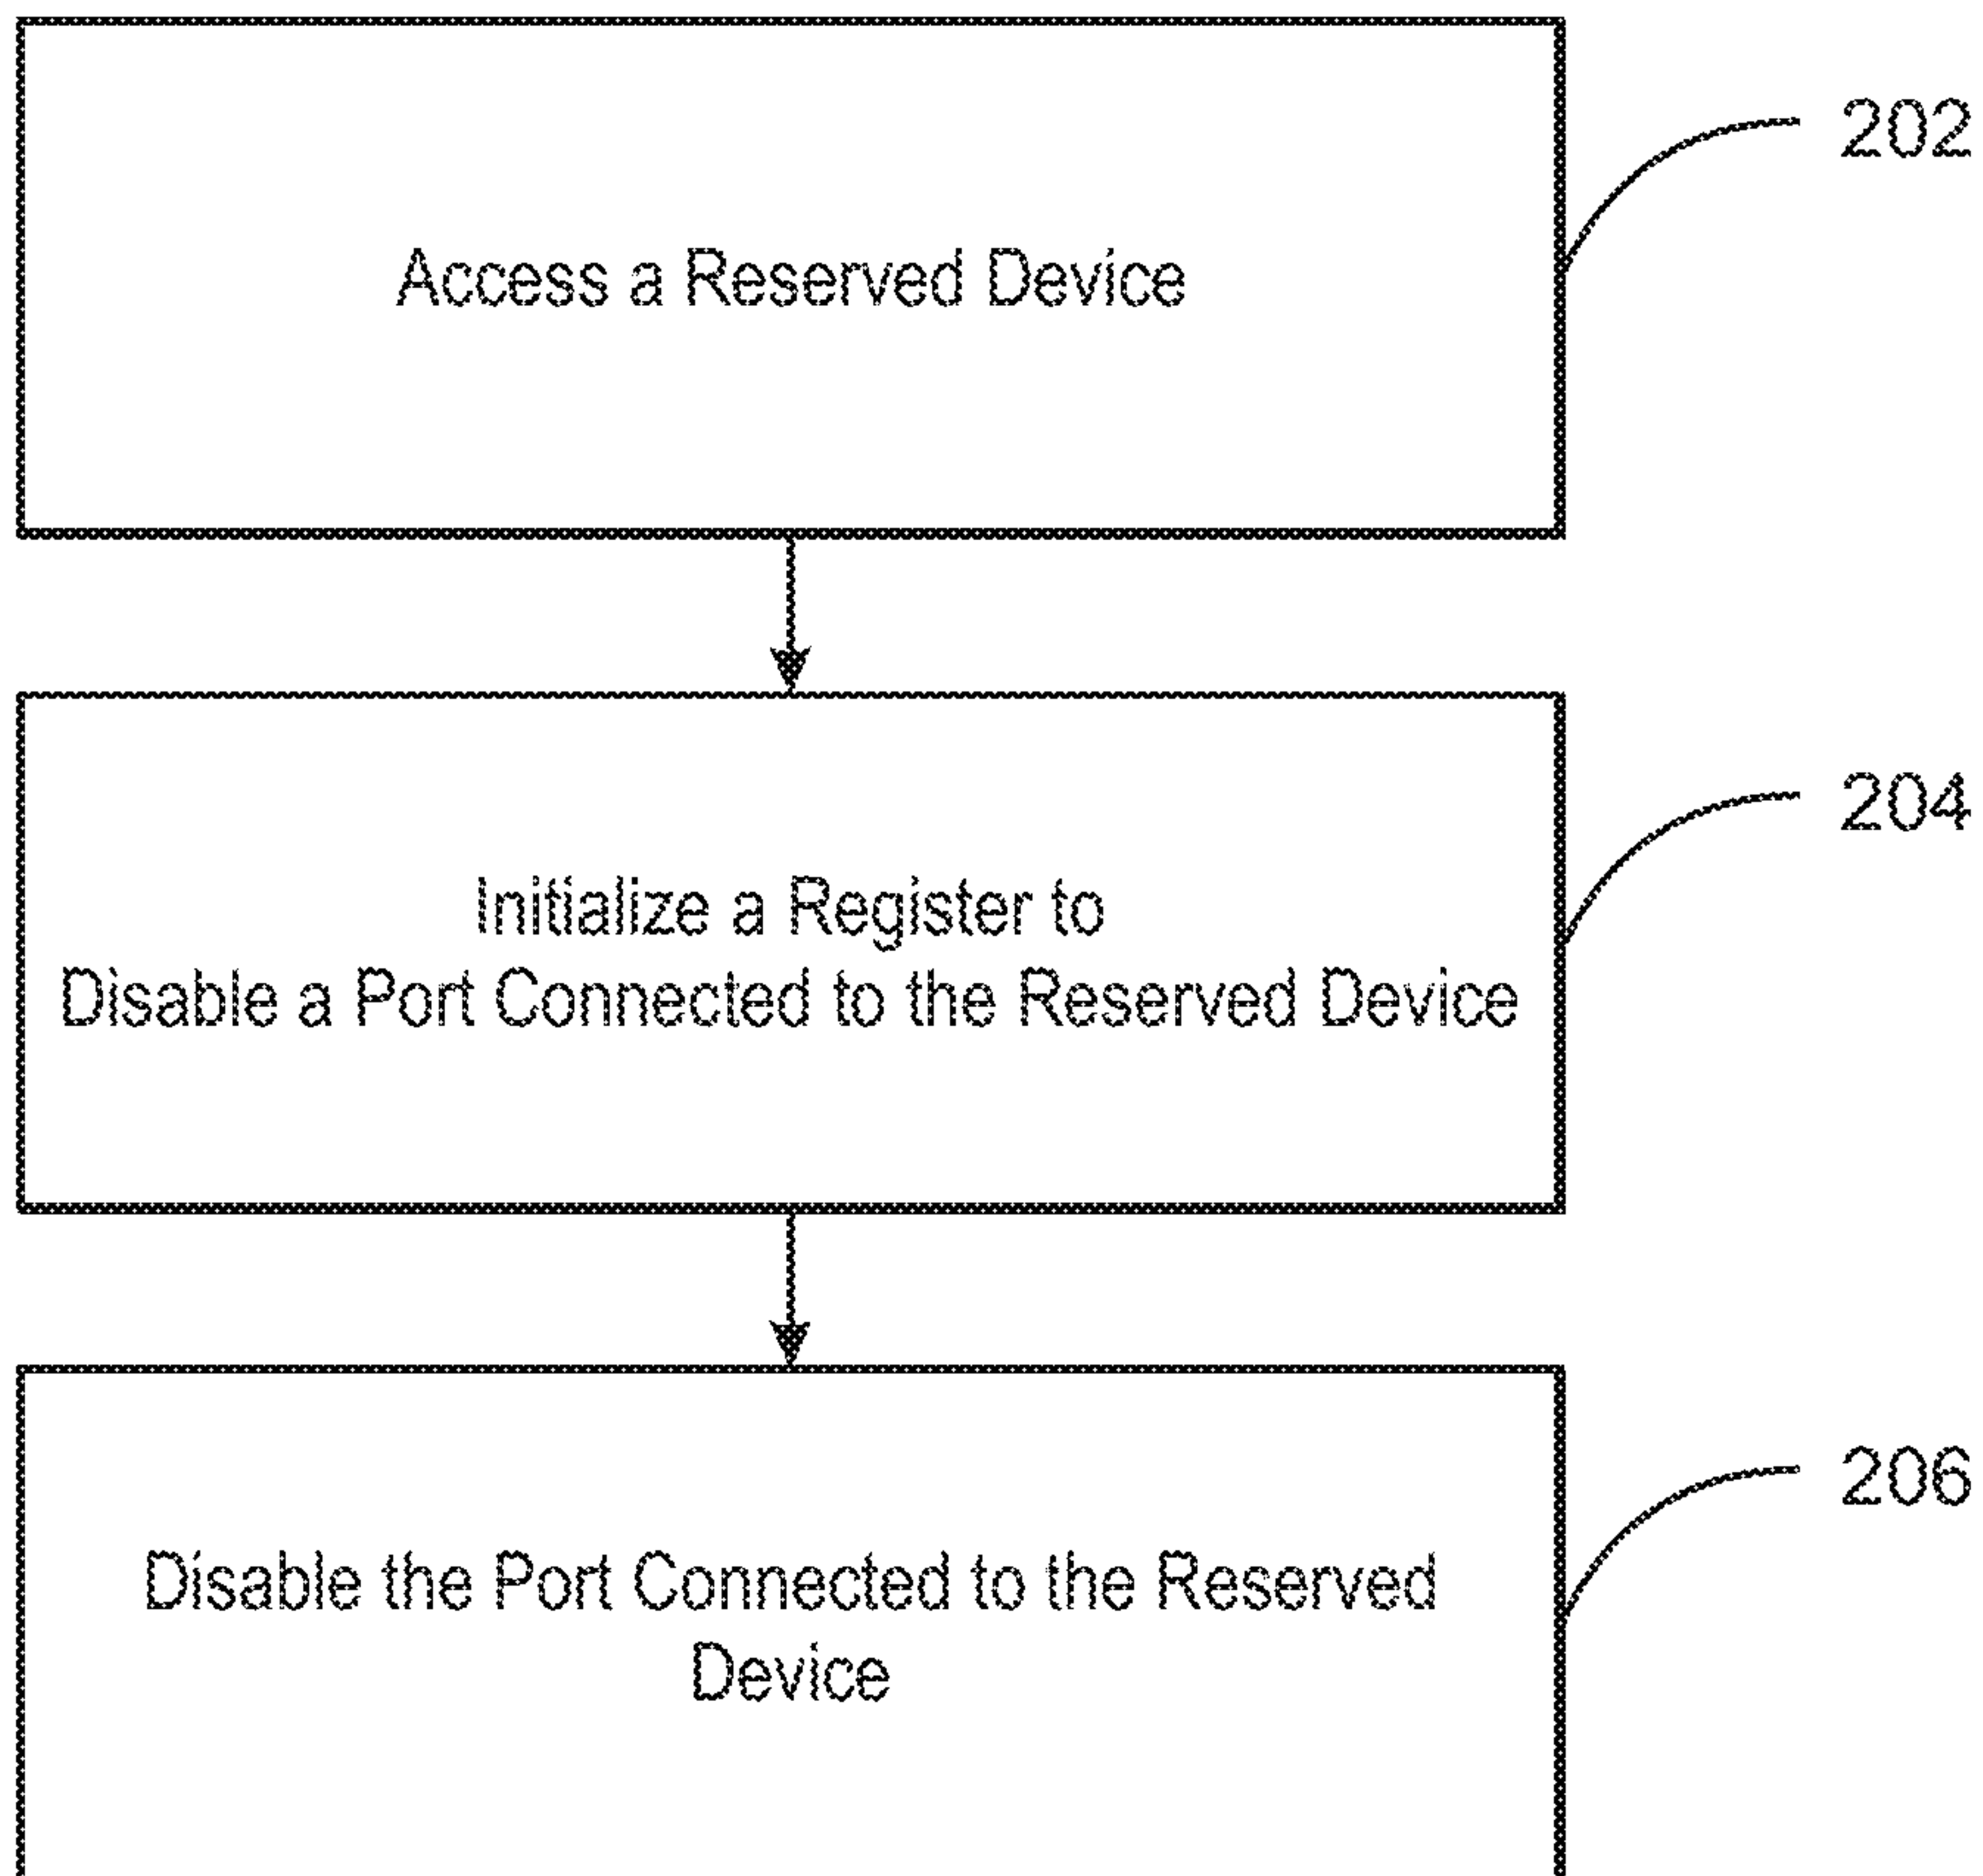 202
Access a Reserved Device
204
Initialize a Register to
Disable a Port Connected to the Reserved Device
206
Disable the Port Connected to the Reserved
Device